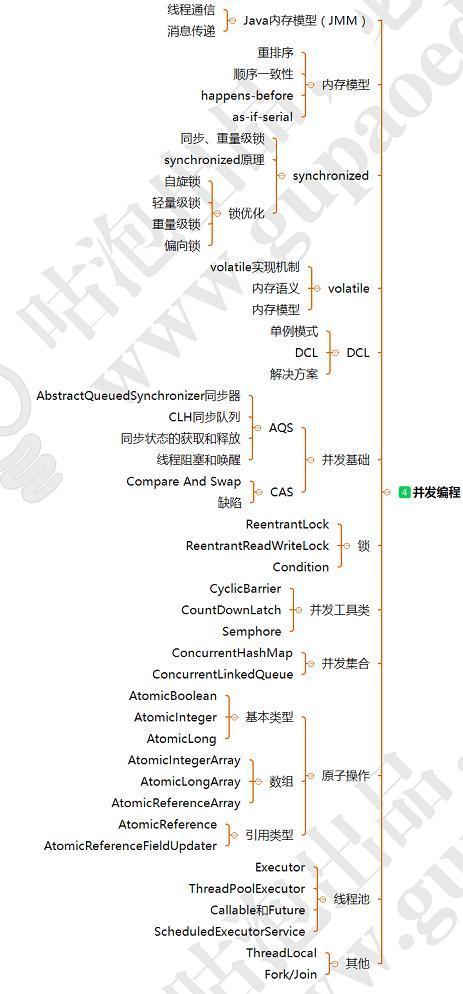 线程通信
消息传递
Java内存模型（JMM）
重排序
顺序一致性
happens-before
as-if-serial
内存模型
同步、重量级锁
synchronized原理
自旋锁
轻量级锁
重量级锁
偏向锁
锁优化
synchronized
volatile实现机制
内存语义
内存模型
volatile
单例模式
DCL
解决方案
DCL
AbstractQueuedSynchronizer同步器
CLH同步队列
同步状态的获取和释放
线程阻塞和唤醒
AQS
Compare And Swap
缺陷
CAS
并发基础
4 并发编程
ReentrantLock
ReentrantReadWriteLock
Condition
锁
CyclicBarrier
CountDownLatch
Semphore
并发工具类
ConcurrentHashMap
ConcurrentLinkedQueue
并发集合
AtomicBoolean
AtomicInteger
AtomicLong
基本类型
AtomicIntegerArray
AtomicLongArray
AtomicReferenceArray
数组
AtomicReference
AtomicReferenceFieldUpdater
引用类型
原子操作
Executor
ThreadPoolExecutor
Callable和Future
ScheduledExecutorService
线程池
ThreadLocal
Fork/Join
其他